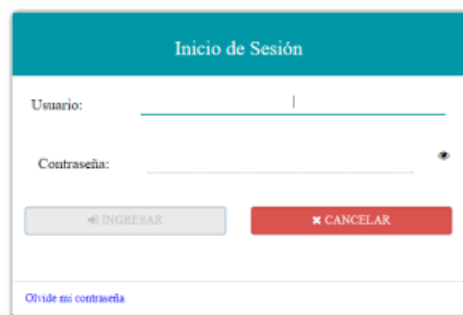 Inicio de Sesión
Usuario:
Contraseña:
INGRESAR
CANCELAR
Olvide mi contraseña